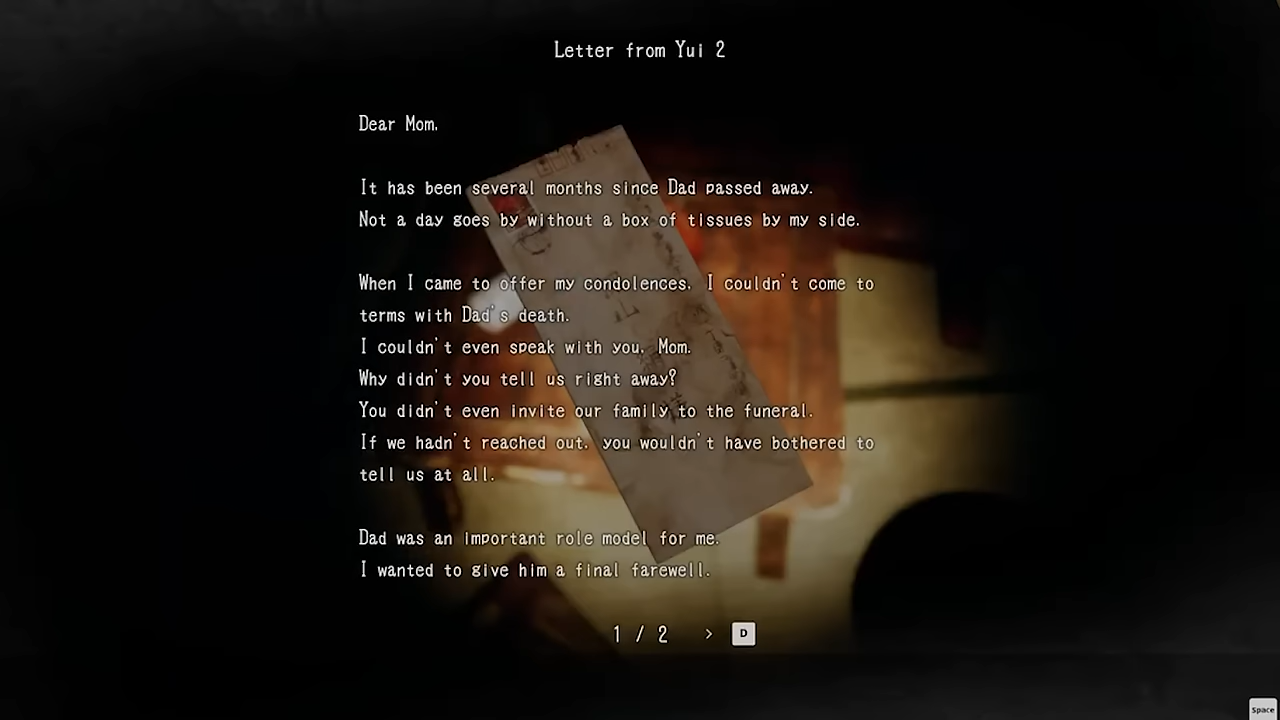 Letter from Yui 2
Dear Mom,
It has been several months since Dad passed away.
Not a day goes by without a box of tissues by my side.
When I came to offer my condolences, I couldn't come to
terms with Dad's death.
I couldn't even speak with you, Mom.
Why didn't you tell us right away?
You didn't even invite our family to the funeral.
If we hadn't reached out, you wouldn't have bothered to
tell us at all.
Dad was an important role model for me.
I wanted to give him a final farewell.
1 / 2 > D
Space